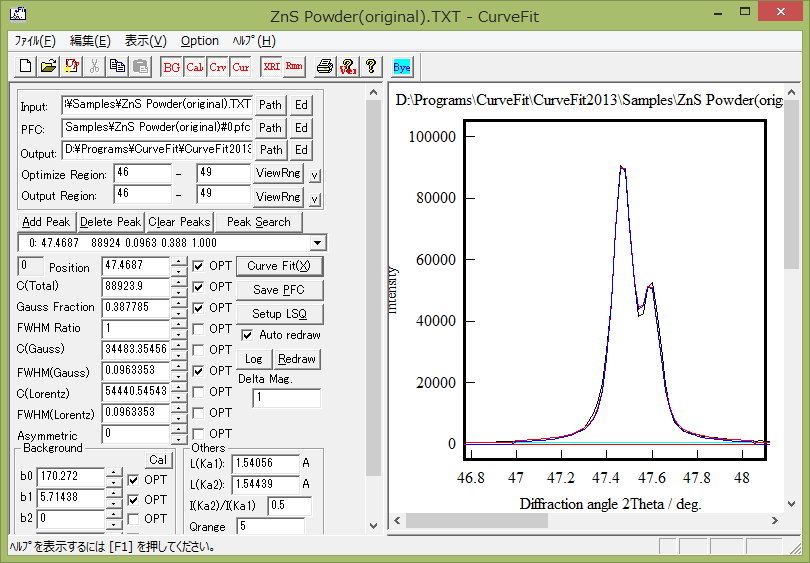 ZnS Powder(original).TXT - CurveFit
ﾌｧｲﾙ(F) 編集(E) 表示(V) Option ﾍﾙﾌﾟ(H)
BG Cal Crv Cur XRI Rmn Bye
Input: l¥Samples¥ZnS Powder(original).TXT Path Ed
PFC: Samples¥ZnS Powder(original)#0.pfc Path Ed
Output: D:¥Programs¥CurveFit¥CurveFit2013 Path Ed
Optimize Region: 46 - 49 ViewRng v
Output Region: 46 - 49 ViewRng v
Add Peak Delete Peak Clear Peaks Peak Search
0: 47.4687 88924 0.0963 0.388 1.000
0 Position 47.4687 OPT Curve Fit(X)
C(Total) 88923.9 OPT Save PFC
Gauss Fraction 0.387785 OPT Setup LSQ
FWHM Ratio 1 OPT Auto redraw
C(Gauss) 34483.35456 OPT Log Redraw
FWHM(Gauss) 0.0963353 OPT Delta Mag.
C(Lorentz) 54440.54543 OPT 1
FWHM(Lorentz) 0.0963353 OPT
Asymmetric 0 OPT
Background Cal
b0 170.272 OPT
b1 5.71438 OPT
b2 0 OPT
Others
L(Ka1) 1.54056 A
L(Ka2) 1.54439 A
I(Ka2)/I(Ka1) 0.5
Qrange 5
D:\Programs\CurveFit\CurveFit2013\Samples\ZnS Powder(orig
100000
80000
60000
40000
20000
0
Intensity
46.8 47 47.2 47.4 47.6 47.8 48
Diffraction angle 2Theta / deg.
ﾍﾙﾌﾟを表示するには [F1] を押してください。